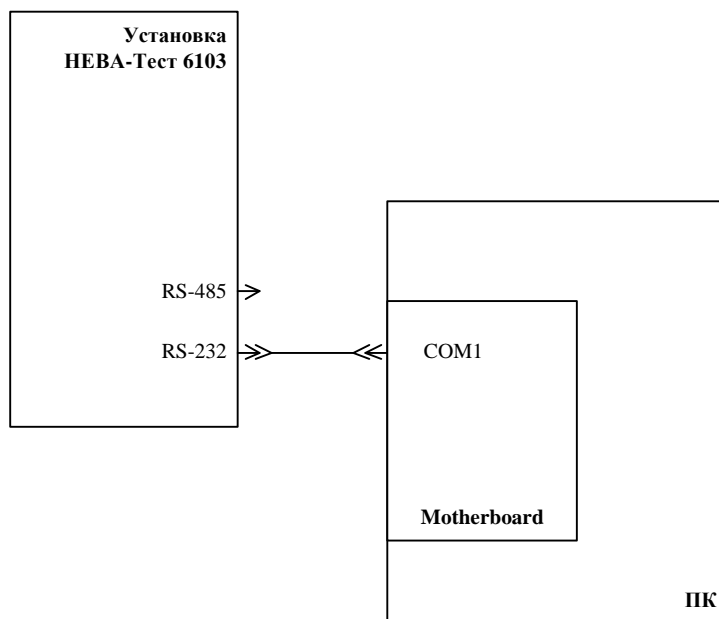 Установка
НЕВА-Тест 6103
RS-485
RS-232
COM1
Motherboard
ПК